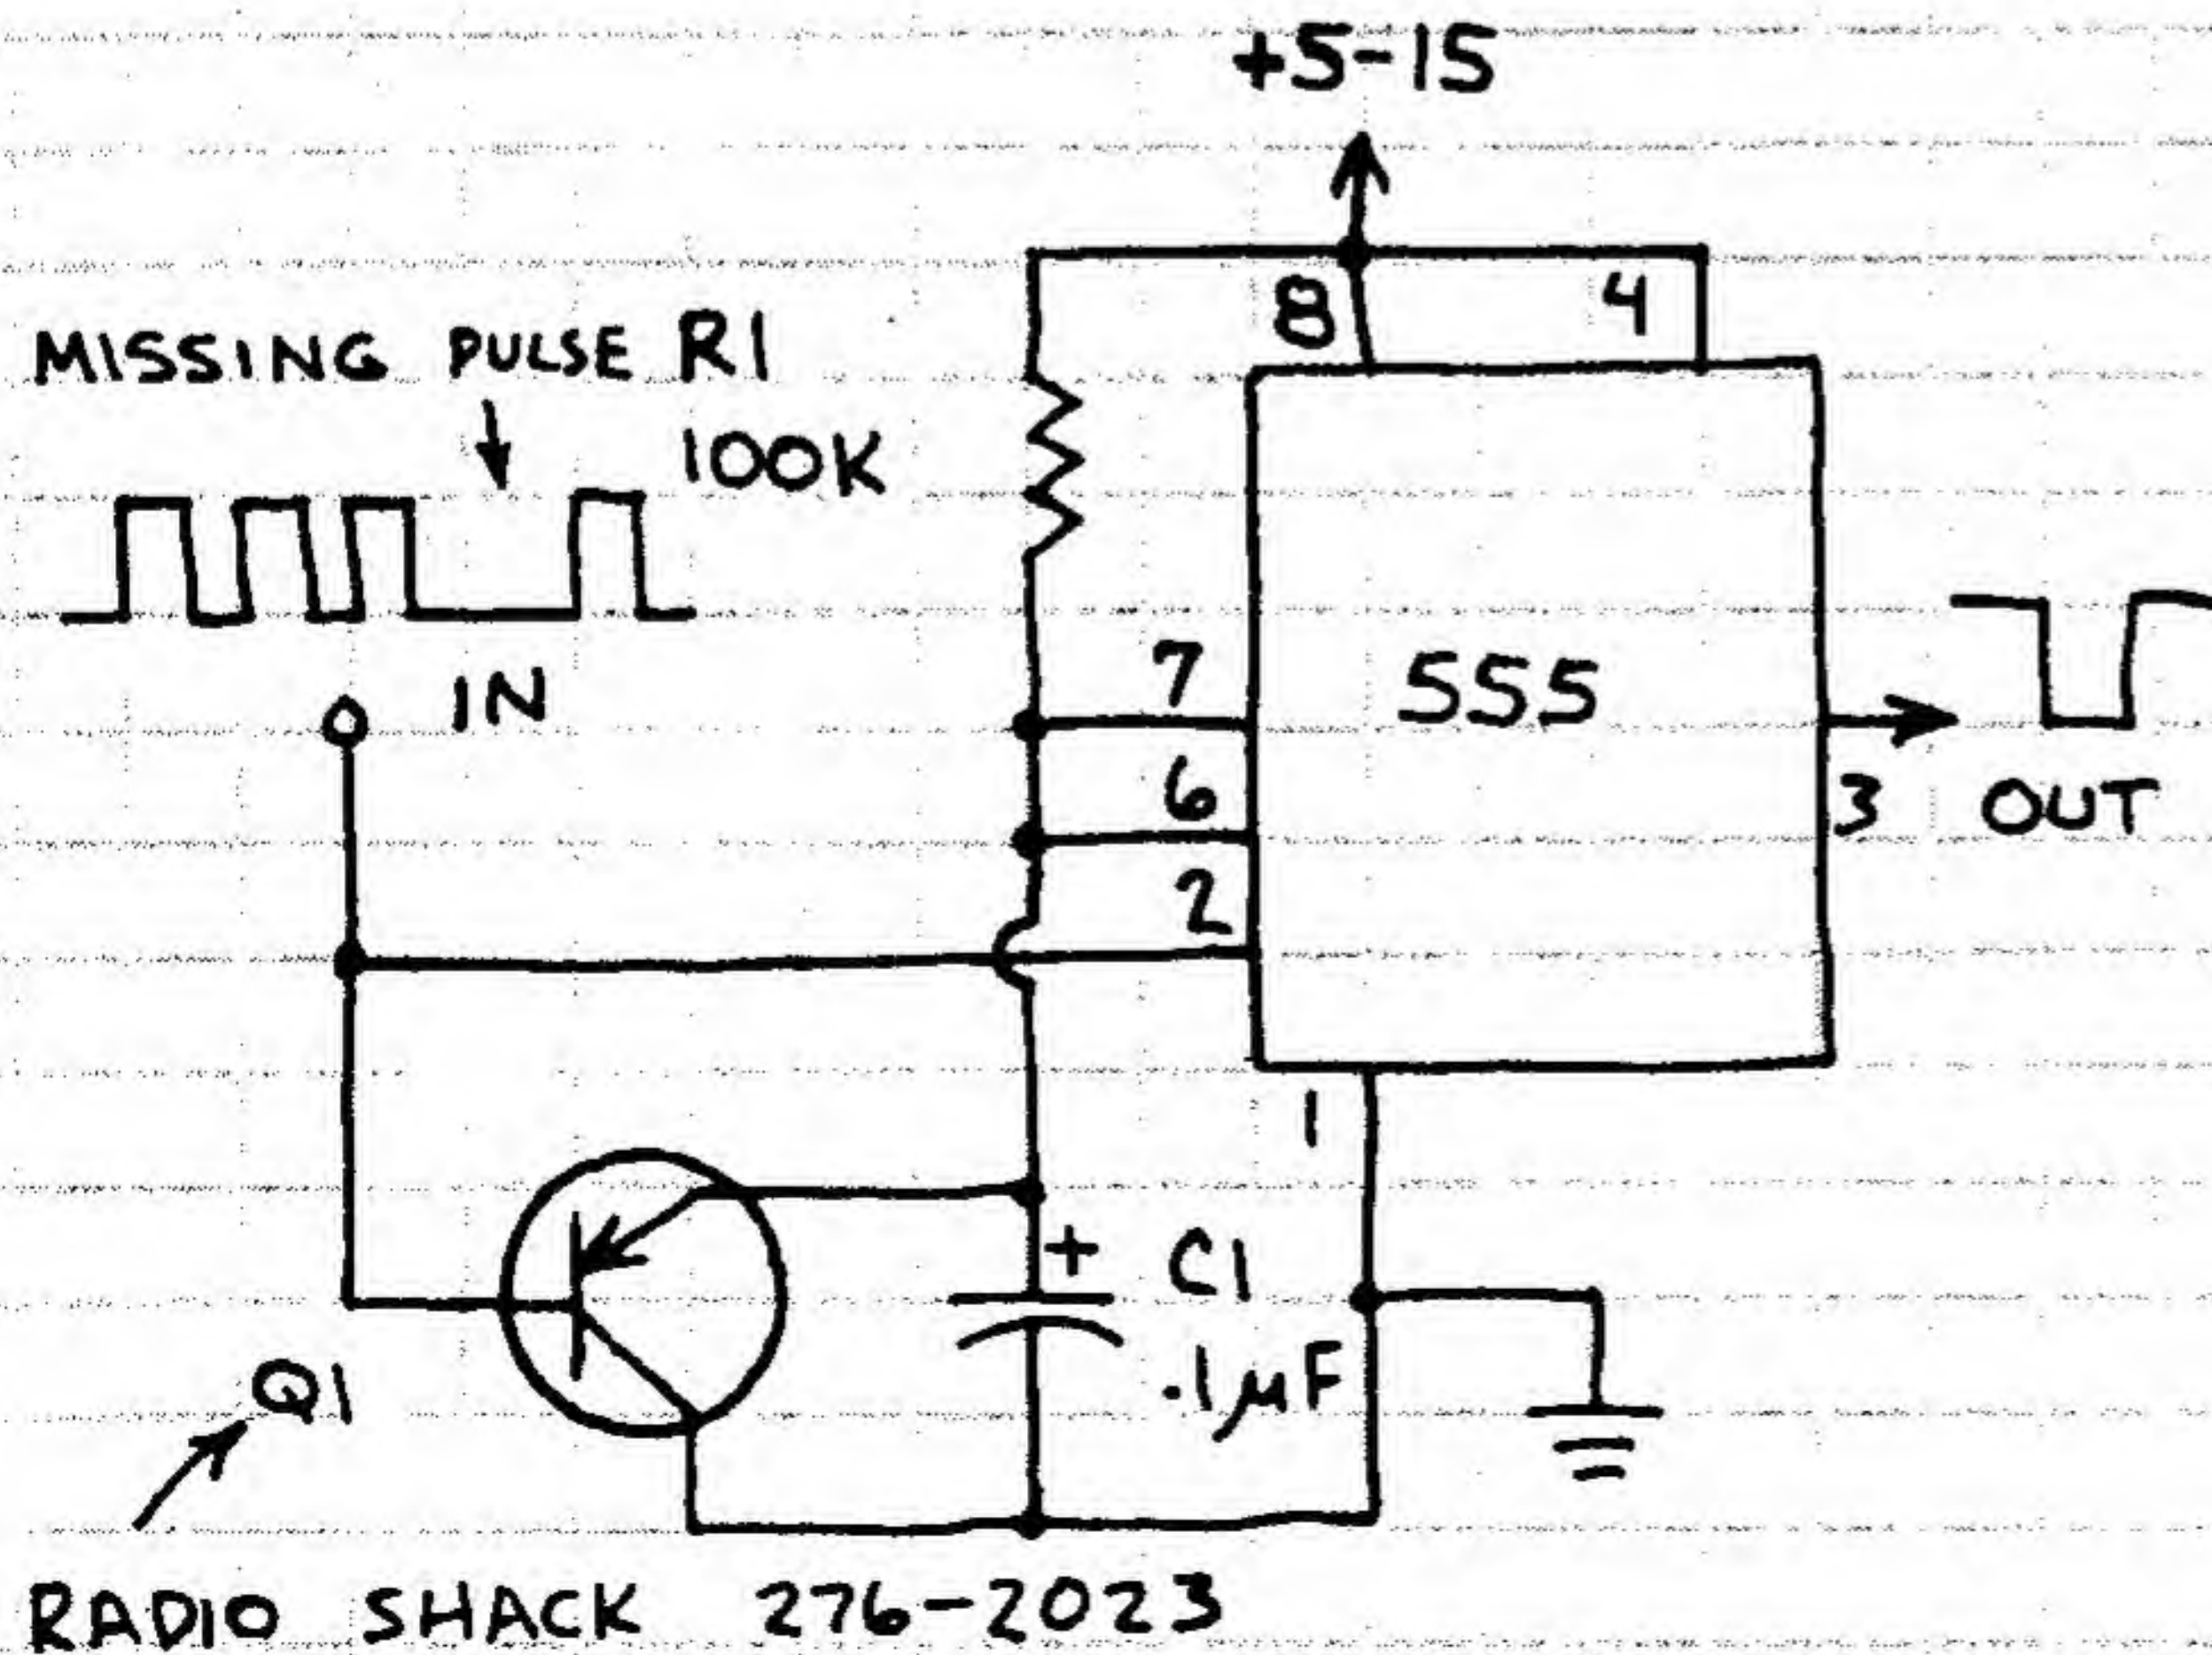 +5-15
8
4
MISSING PULSE
R1
100K
7
555
IN
6
3
OUT
2
1
+
C1
.1µF
Q1
RADIO SHACK 276-2023